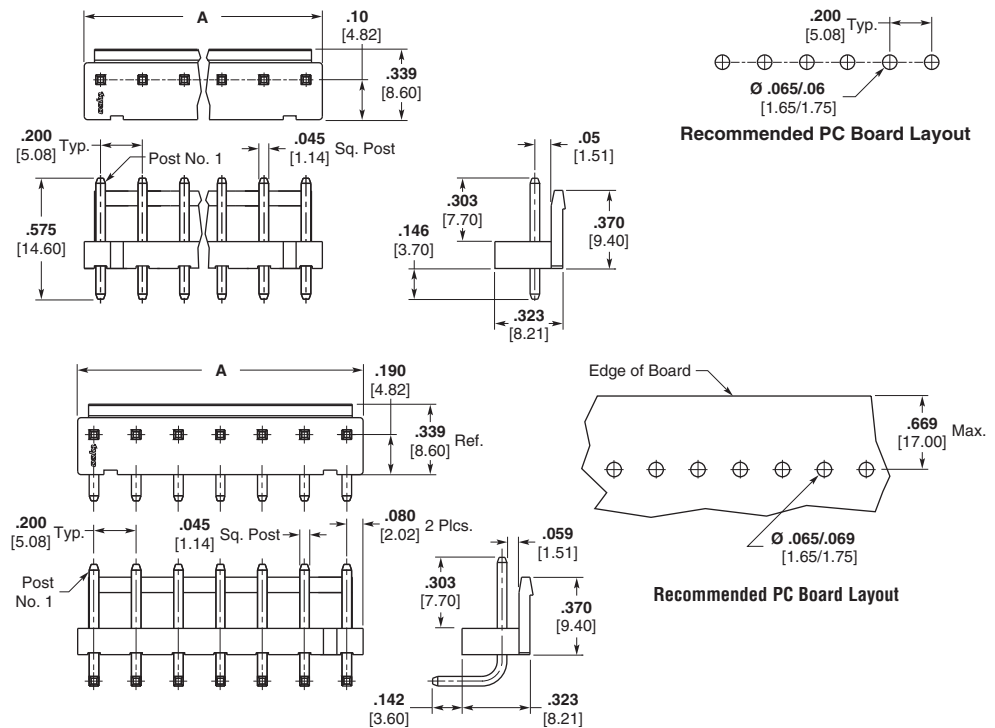 A
.10
[4.82]
.339
[8.60]
tyco
.200
[5.08] Typ.
Ø .065/.06
[1.65/1.75]
Recommended PC Board Layout
.200
[5.08] Typ.
Post No. 1
.045
[1.14] Sq. Post
.575
[14.60]
.05
[1.51]
.303
[7.70]
.146
[3.70]
.370
[9.40]
.323
[8.21]
A
.190
[4.82]
.339
[8.60] Ref.
tyco
Edge of Board
.669
[17.00] Max.
Ø .065/.069
[1.65/1.75]
Recommended PC Board Layout
.200
[5.08] Typ.
.045
[1.14] Sq. Post
.080
[2.02] 2 Plcs.
Post
No. 1
.059
[1.51]
.303
[7.70]
.370
[9.40]
.142
[3.60]
.323
[8.21]